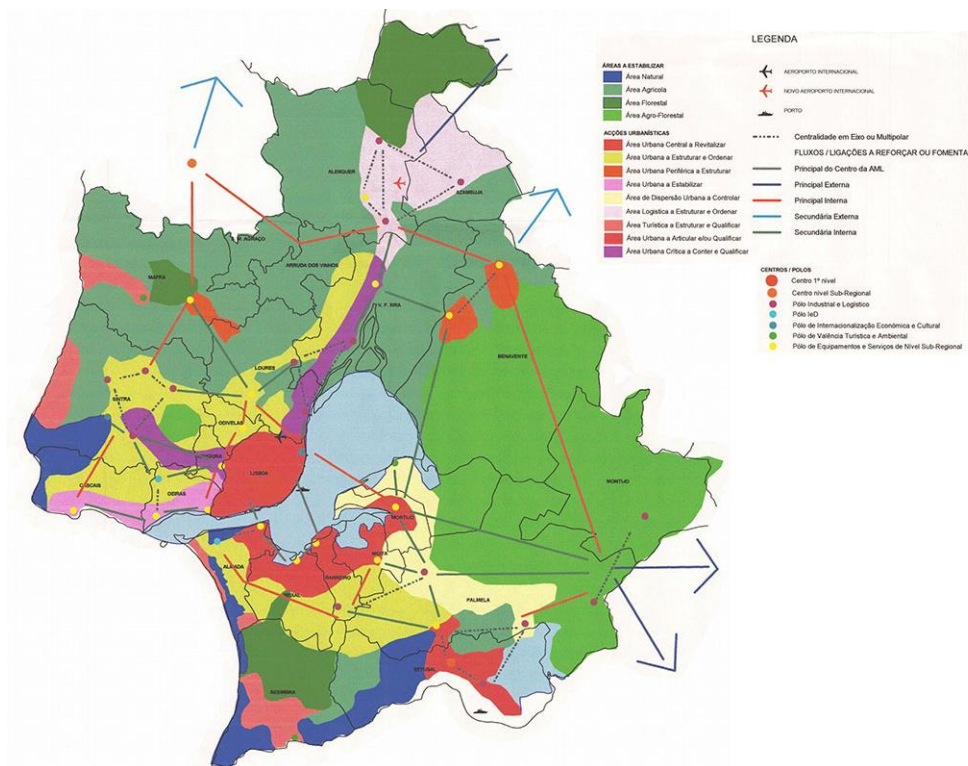 LEGENDA
ÁREAS A ESTABILIZAR
Área Natural
Área Agrícola
Área Florestal
Área Agro-Florestal
ACÇÕES URBANÍSTICAS
Área Urbana Central a Revitalizar
Área Urbana a Estruturar e Ordenar
Área Urbana Periférica a Estruturar
Área Urbana a Estabilizar
Área de Dispersão Urbana a Controlar
Área Logística a Estruturar e Ordenar
Área Turística a Estruturar e Qualificar
Área Urbana a Articular e/ou Qualificar
Área Urbana Crítica a Conter e Qualificar
AEROPORTO INTERNACIONAL
NOVO AEROPORTO INTERNACIONAL
PORTO
Centralidade em Eixo ou Multipolar
FLUXOS / LIGAÇÕES A REFORÇAR OU FOMENTA
Principal do Centro da AML
Principal Externa
Principal Interna
Secundária Externa
Secundária Interna
CENTROS / POLOS
Centro 1º nível
Centro nível Sub-Regional
Pólo Industrial e Logístico
Pólo IeD
Pólo de Internacionalização Económica e Cultural
Pólo de Valência Turística e Ambiental
Pólo de Equipamentos e Serviços de Nível Sub-Regional
ALENQUER
AZAMBUJA
ARRUDA DOS VINHOS
MAFRA
V. F. XIRA
BENAVENTE
LOURES
SINTRA
ODIVELAS
LISBOA
CASCAIS
OEIRAS
MONTIJO
MONTIJO
MOITA
ALMADA
BARREIRO
PALMELA
SETÚBAL
SESIMBRA